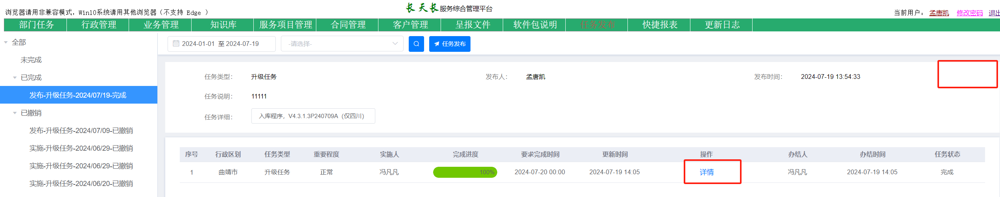 长天长服务综合管理平台
浏览器请用非兼容模式，Win10系统请用其他浏览器（不支持 Edge ）
当前用户： 孟唐凯 修改密码 退出
部门任务 行政管理 业务管理 知识库 服务项目管理 合同管理 客户管理 呈报文件 软件包说明 任务发布 快捷报表 更新日志
全部
未完成
已完成
发布-升级任务-2024/07/19-完成
已撤销
发布-升级任务-2024/07/09-已撤销
实施-升级任务-2024/06/29-已撤销
实施-升级任务-2024/06/29-已撤销
实施-升级任务-2024/06/20-已撤销
2024-01-01 至 2024-07-19 -请选择- 任务发布
任务类型： 升级任务 发布人： 孟唐凯 发布时间： 2024-07-19 13:54:33
任务说明： 11111
任务详细： 入库程序，V4.3.1.3P240709A（仅四川）
序号 行政区划 任务类型 重要程度 实施人 完成进度 要求完成时间 更新时间 操作 办结人 办结时间 任务状态
1 曲靖市 升级任务 正常 冯凡凡 100% 2024-07-20 00:00 2024-07-19 14:05 详情 冯凡凡 2024-07-19 14:05 完成